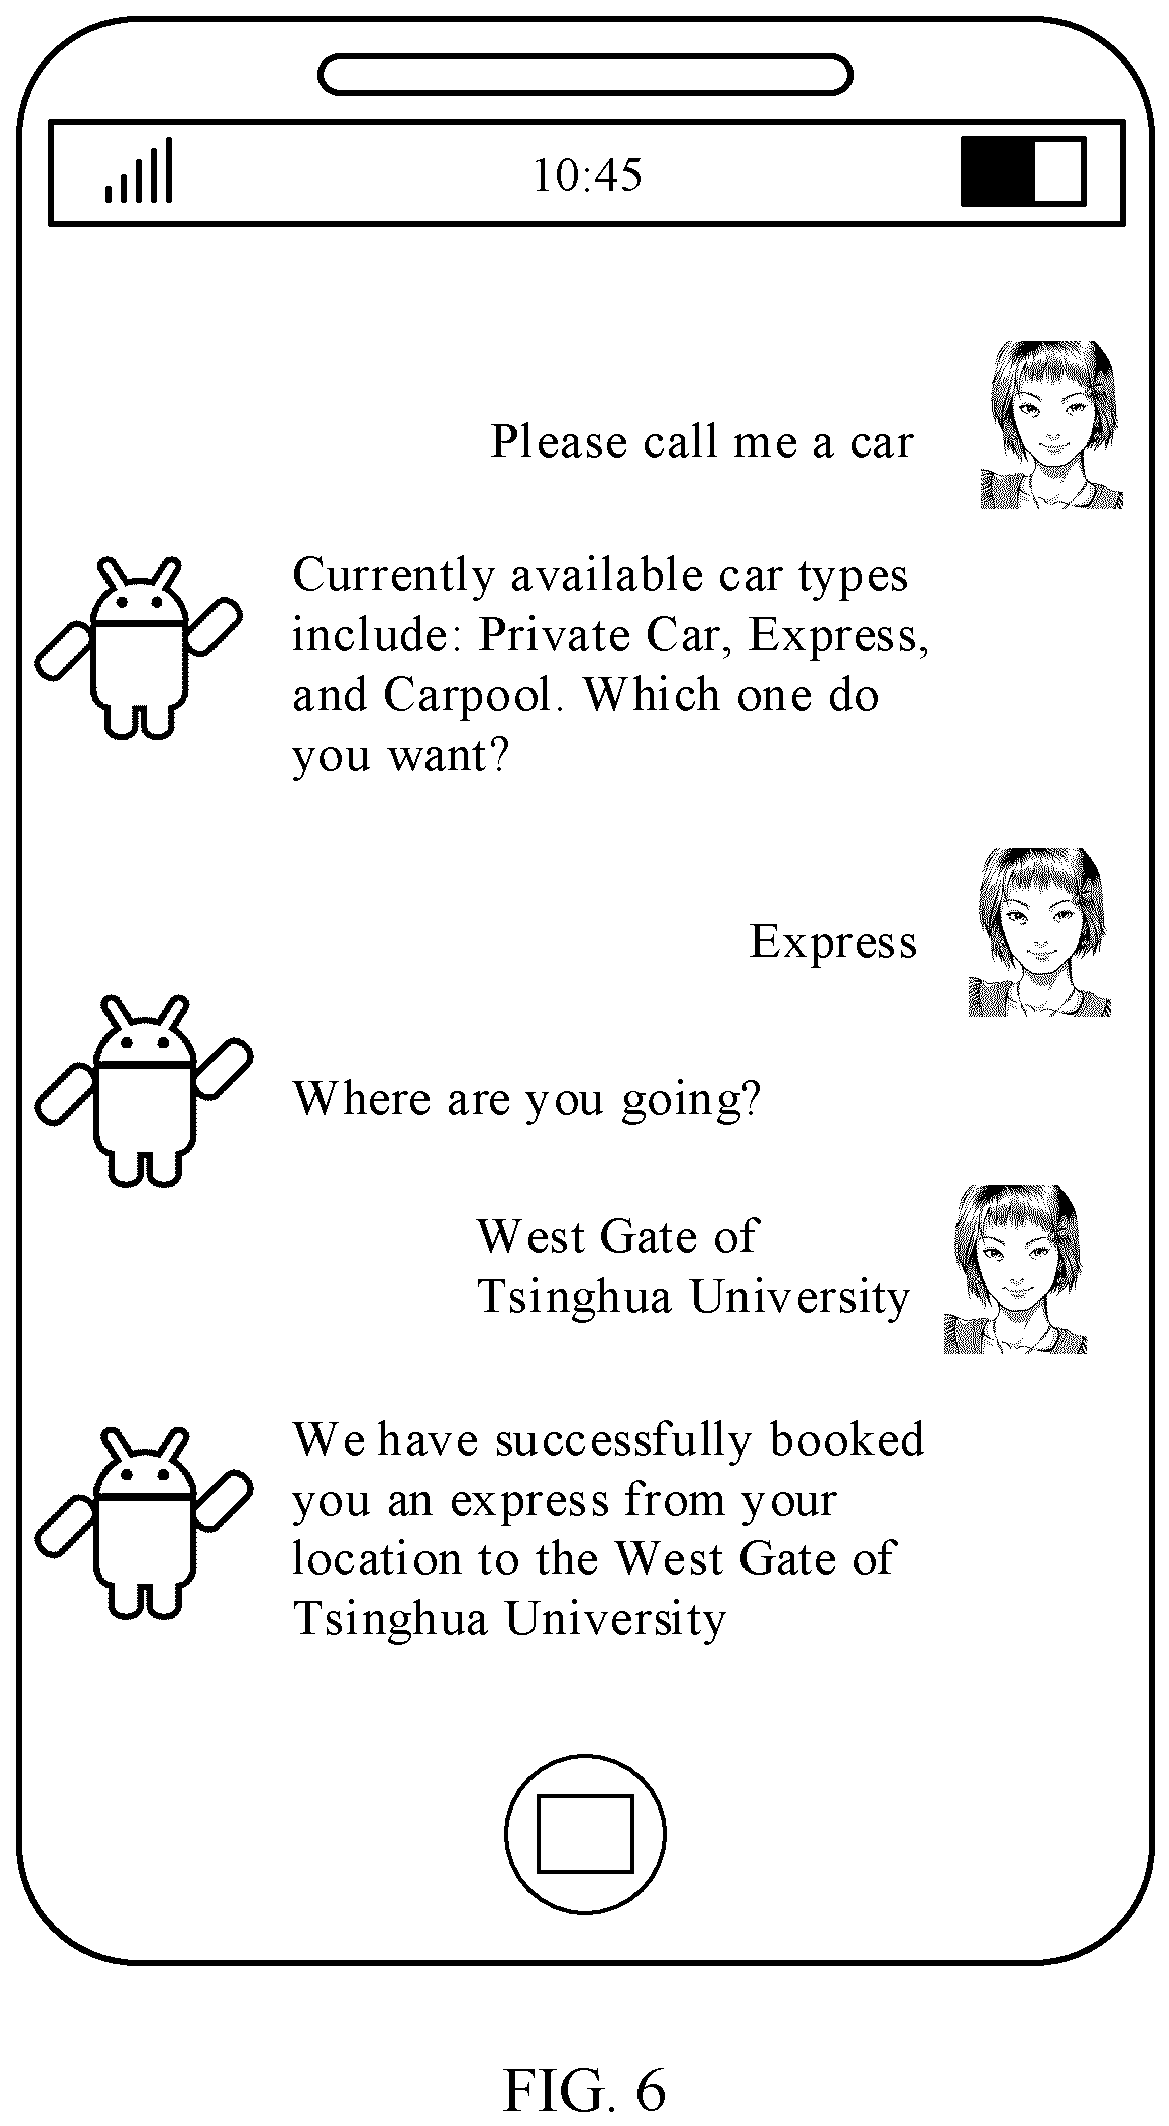 10:45
Please call me a car
Currently available car types
include: Private Car, Express,
and Carpool. Which one do
you want?
Express
Where are you going?
West Gate of
Tsinghua University
We have successfully booked
you an express from your
location to the West Gate of
Tsinghua University
FIG. 6